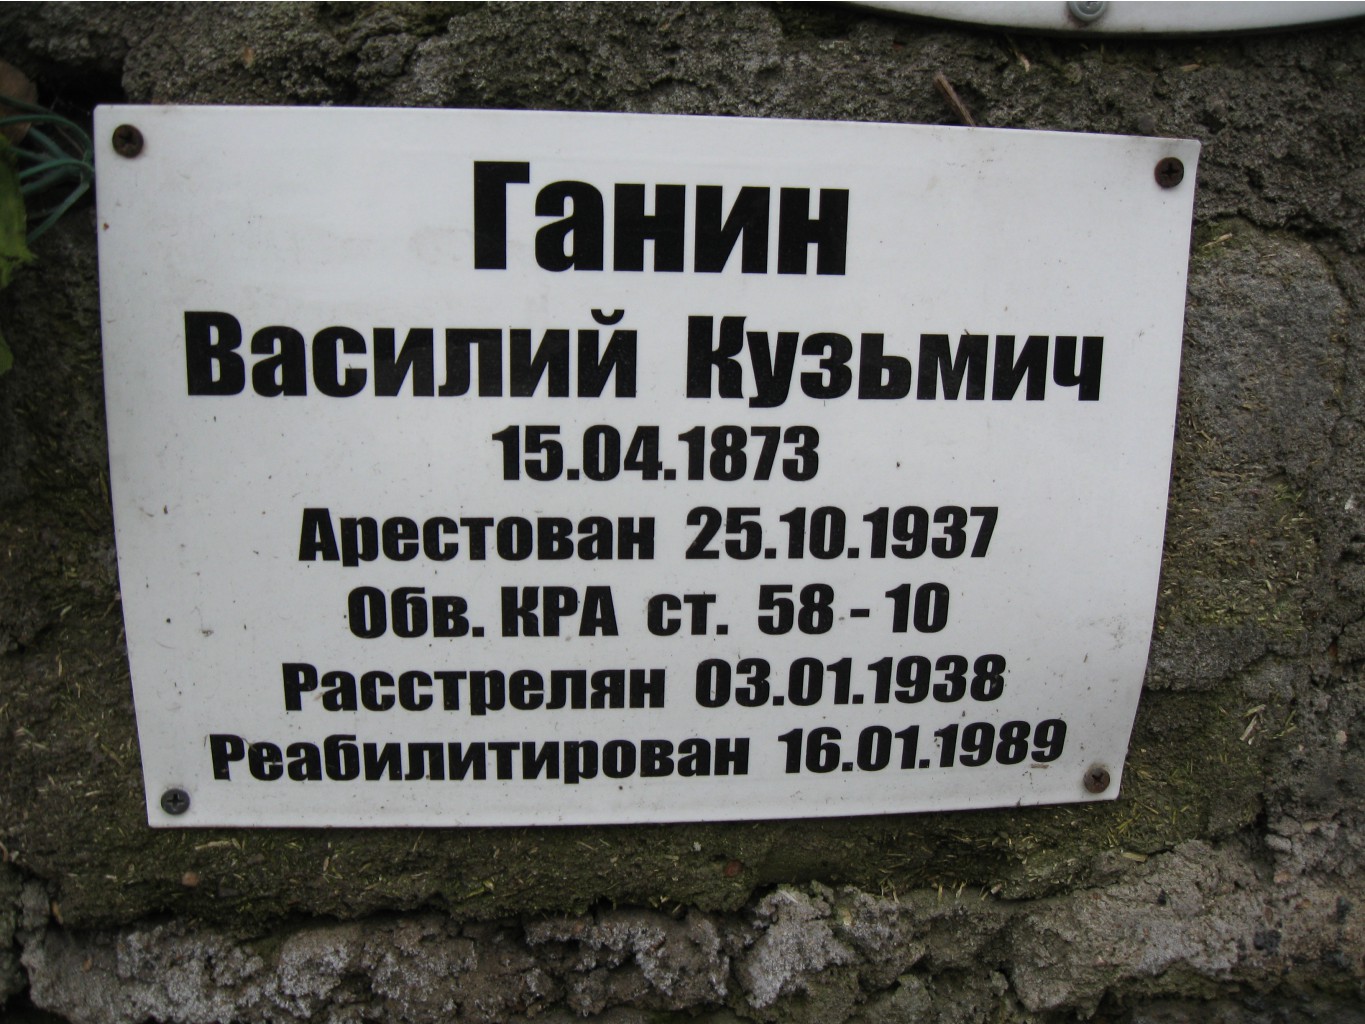 Ганин
Василий Кузьмич
15.04.1873
Арестован 25.10.1937
Обв. КРА ст. 58 - 10
Расстрелян 03.01.1938
Реабилитирован 16.01.1989